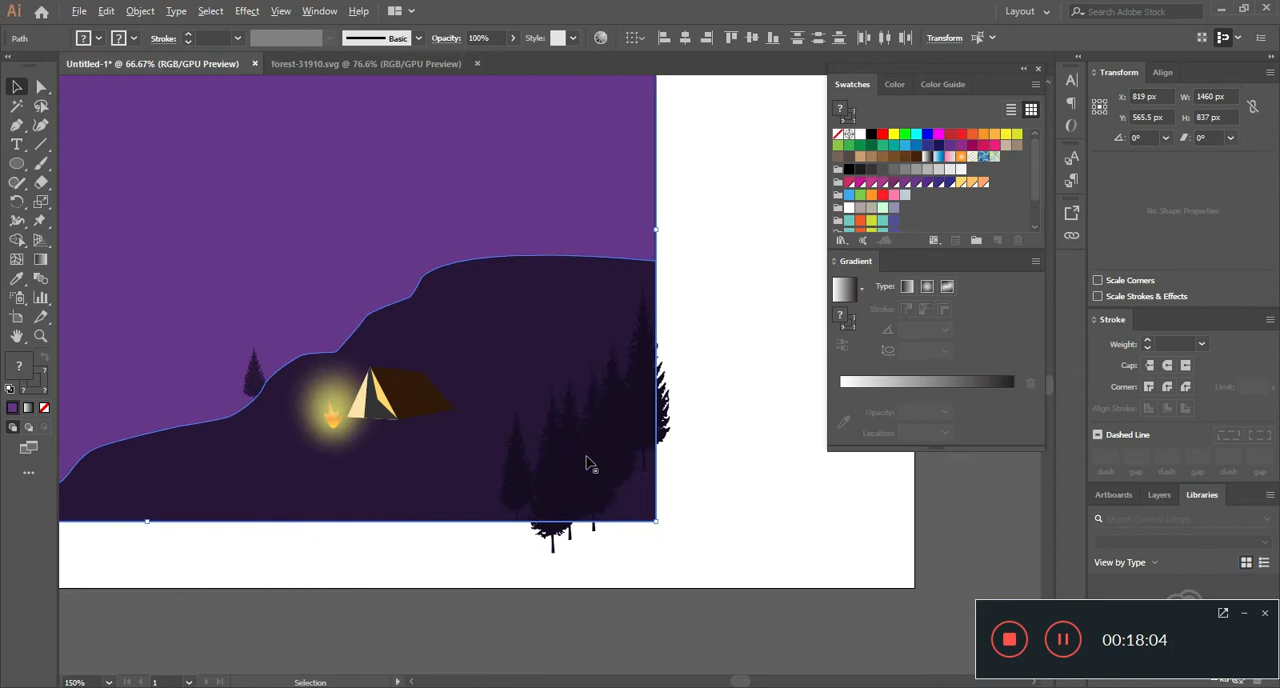 Ai File Edit Object Type Select Effect View Window Help Layout Search Adobe Stock
Path ? ? Stroke: Basic Opacity: 100% Style: Transform
Untitled-1* @ 66.67% (RGB/GPU Preview) × forest-31910.svg @ 76.6% (RGB/GPU Preview) ×
Swatches Color Color Guide
Transform Align
X: 819 px W: 1460 px
Y: 565.5 px H: 837 px
0° 0°
No Shape Properties
Gradient
Type:
Stroke:
Scale Corners
Scale Strokes & Effects
Stroke
Weight:
Cap:
Corner: Limit:
Align Stroke:
Dashed Line
dash gap dash gap dash gap
Opacity:
Location:
Artboards Layers Libraries
Search Current Library
View by Type
00:18:04
150% 1 Selection